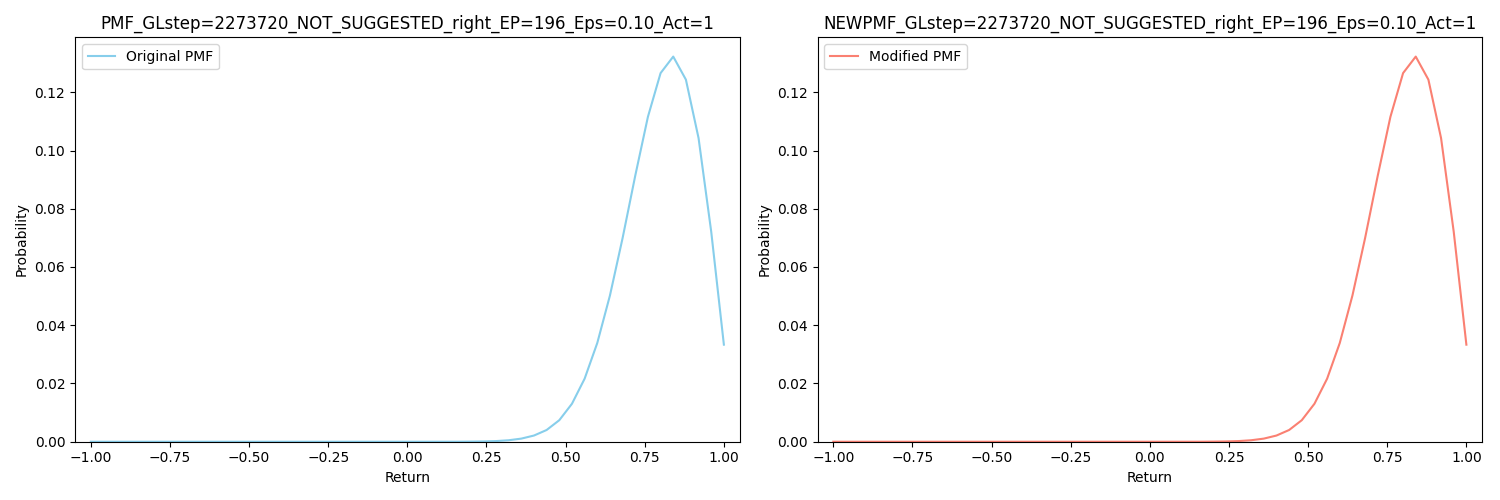 PMF_GLstep=2273720_NOT_SUGGESTED_right_EP=196_Eps=0.10_Act=1
Original PMF
Probability
0.12
0.10
0.08
0.06
0.04
0.02
0.00
−1.00 −0.75 −0.50 −0.25 0.00 0.25 0.50 0.75 1.00
Return
NEWPMF_GLstep=2273720_NOT_SUGGESTED_right_EP=196_Eps=0.10_Act=1
Modified PMF
Probability
0.12
0.10
0.08
0.06
0.04
0.02
0.00
−1.00 −0.75 −0.50 −0.25 0.00 0.25 0.50 0.75 1.00
Return